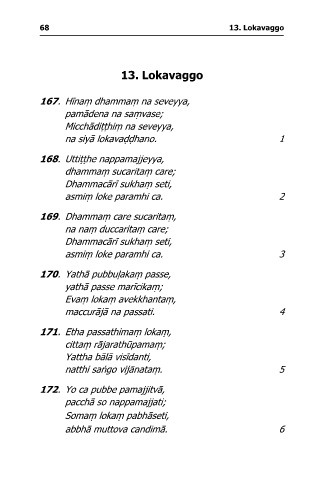 68 13. Lokavaggo
13. Lokavaggo
167. Hīnaṃ dhammaṃ na seveyya,
pamādena na saṃvase;
Micchādiṭṭhiṃ na seveyya,
na siyā lokavaḍḍhano. 1
168. Uttiṭṭhe nappamajjeyya,
dhammaṃ sucaritaṃ care;
Dhammacārī sukhaṃ seti,
asmiṃ loke paramhi ca. 2
169. Dhammaṃ care sucaritaṃ,
na naṃ duccaritaṃ care;
Dhammacārī sukhaṃ seti,
asmiṃ loke paramhi ca. 3
170. Yathā pubbuḷakaṃ passe,
yathā passe marīcikaṃ;
Evaṃ lokaṃ avekkhantaṃ,
maccurājā na passati. 4
171. Etha passathimaṃ lokaṃ,
cittaṃ rājarathūpamaṃ;
Yattha bālā visīdanti,
natthi saṅgo vijānataṃ. 5
172. Yo ca pubbe pamajjitvā,
pacchā so nappamajjati;
Somaṃ lokaṃ pabhāseti,
abbhā muttova candimā. 6